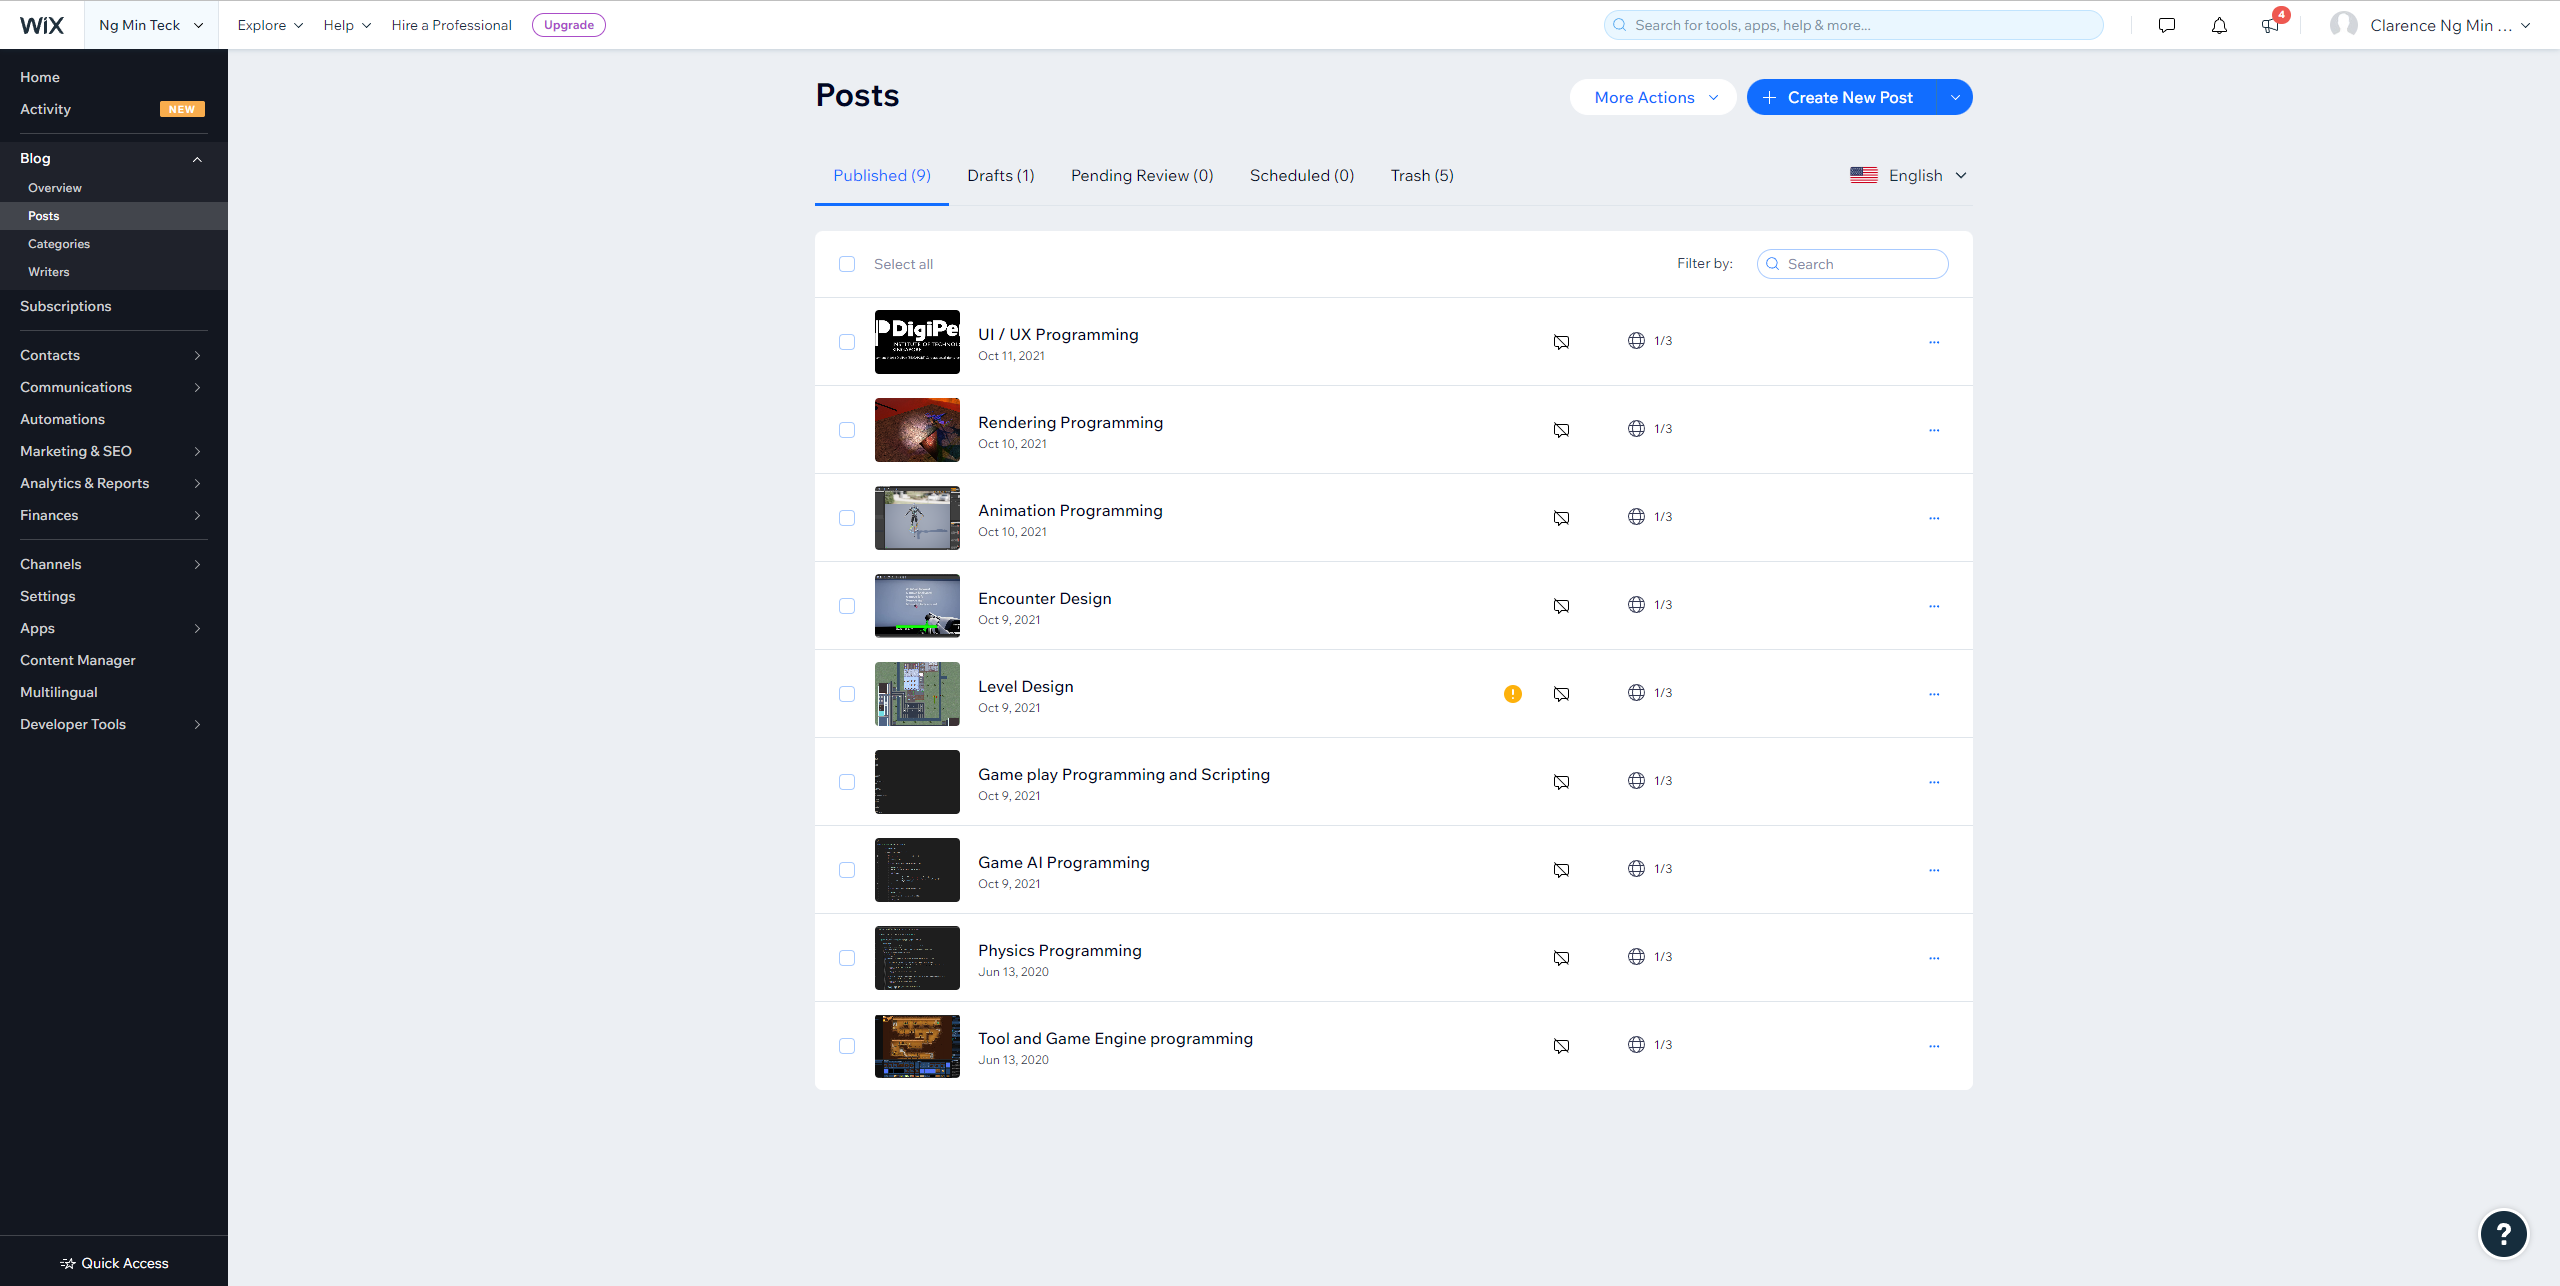 WiX Ng Min Teck Explore Help Hire a Professional Upgrade Search for tools, apps, help & more... 4 Clarence Ng Min ...
Home
Activity NEW
Blog
Overview
Posts
Categories
Writers
Subscriptions
Contacts
Communications
Automations
Marketing & SEO
Analytics & Reports
Finances
Channels
Settings
Apps
Content Manager
Multilingual
Developer Tools
Quick Access
Posts More Actions + Create New Post
Published (9) Drafts (1) Pending Review (0) Scheduled (0) Trash (5) English
Select all Filter by: Search
DigiPe
INSTITUTE OF TECHNOL
UI / UX Programming
Oct 11, 2021
1/3
...
Rendering Programming
Oct 10, 2021
1/3
...
Animation Programming
Oct 10, 2021
1/3
...
Encounter Design
Oct 9, 2021
1/3
...
Level Design
Oct 9, 2021
! 1/3
...
Game play Programming and Scripting
Oct 9, 2021
1/3
...
Game AI Programming
Oct 9, 2021
1/3
...
Physics Programming
Jun 13, 2020
1/3
...
Tool and Game Engine programming
Jun 13, 2020
1/3
...
?